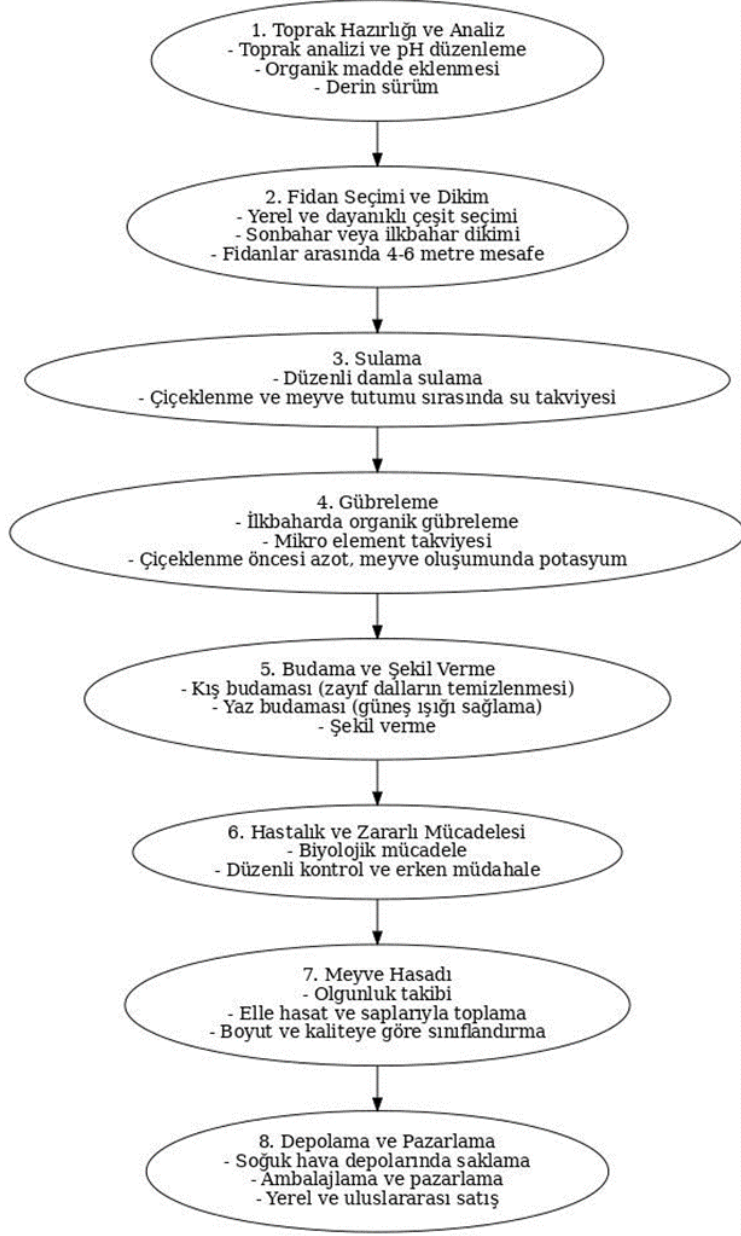 1. Toprak Hazırlığı ve Analiz
- Toprak analizi ve pH düzenleme
- Organik madde eklenmesi
- Derin sürüm
2. Fidan Seçimi ve Dikim
- Yerel ve dayanıklı çeşit seçimi
- Sonbahar veya ilkbahar dikimi
- Fidanlar arasında 4-6 metre mesafe
3. Sulama
- Düzenli damla sulama
- Çiçeklenme ve meyve tutumu sırasında su takviyesi
4. Gübreleme
- İlkbaharda organik gübreleme
- Mikro element takviyesi
- Çiçeklenme öncesi azot, meyve oluşumunda potasyum
5. Budama ve Şekil Verme
- Kış budaması (zayıf dalların temizlenmesi)
- Yaz budaması (güneş ışığı sağlama)
- Şekil verme
6. Hastalık ve Zararlı Mücadelesi
- Biyolojik mücadele
- Düzenli kontrol ve erken müdahale
7. Meyve Hasadı
- Olgunluk takibi
- Elle hasat ve saplarıyla toplama
- Boyut ve kaliteye göre sınıflandırma
8. Depolama ve Pazarlama
- Soğuk hava depolarında saklama
- Ambalajlama ve pazarlama
- Yerel ve uluslararası satış